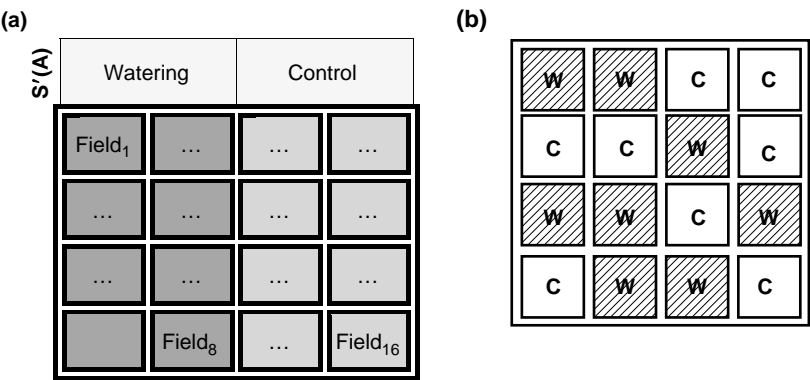 (a)
S′(A)
Watering Control
Field₁ … … …
… … … …
… … … …
Field₈ … Field₁₆
(b)
W W C C
C C W C
W W C W
C W W C